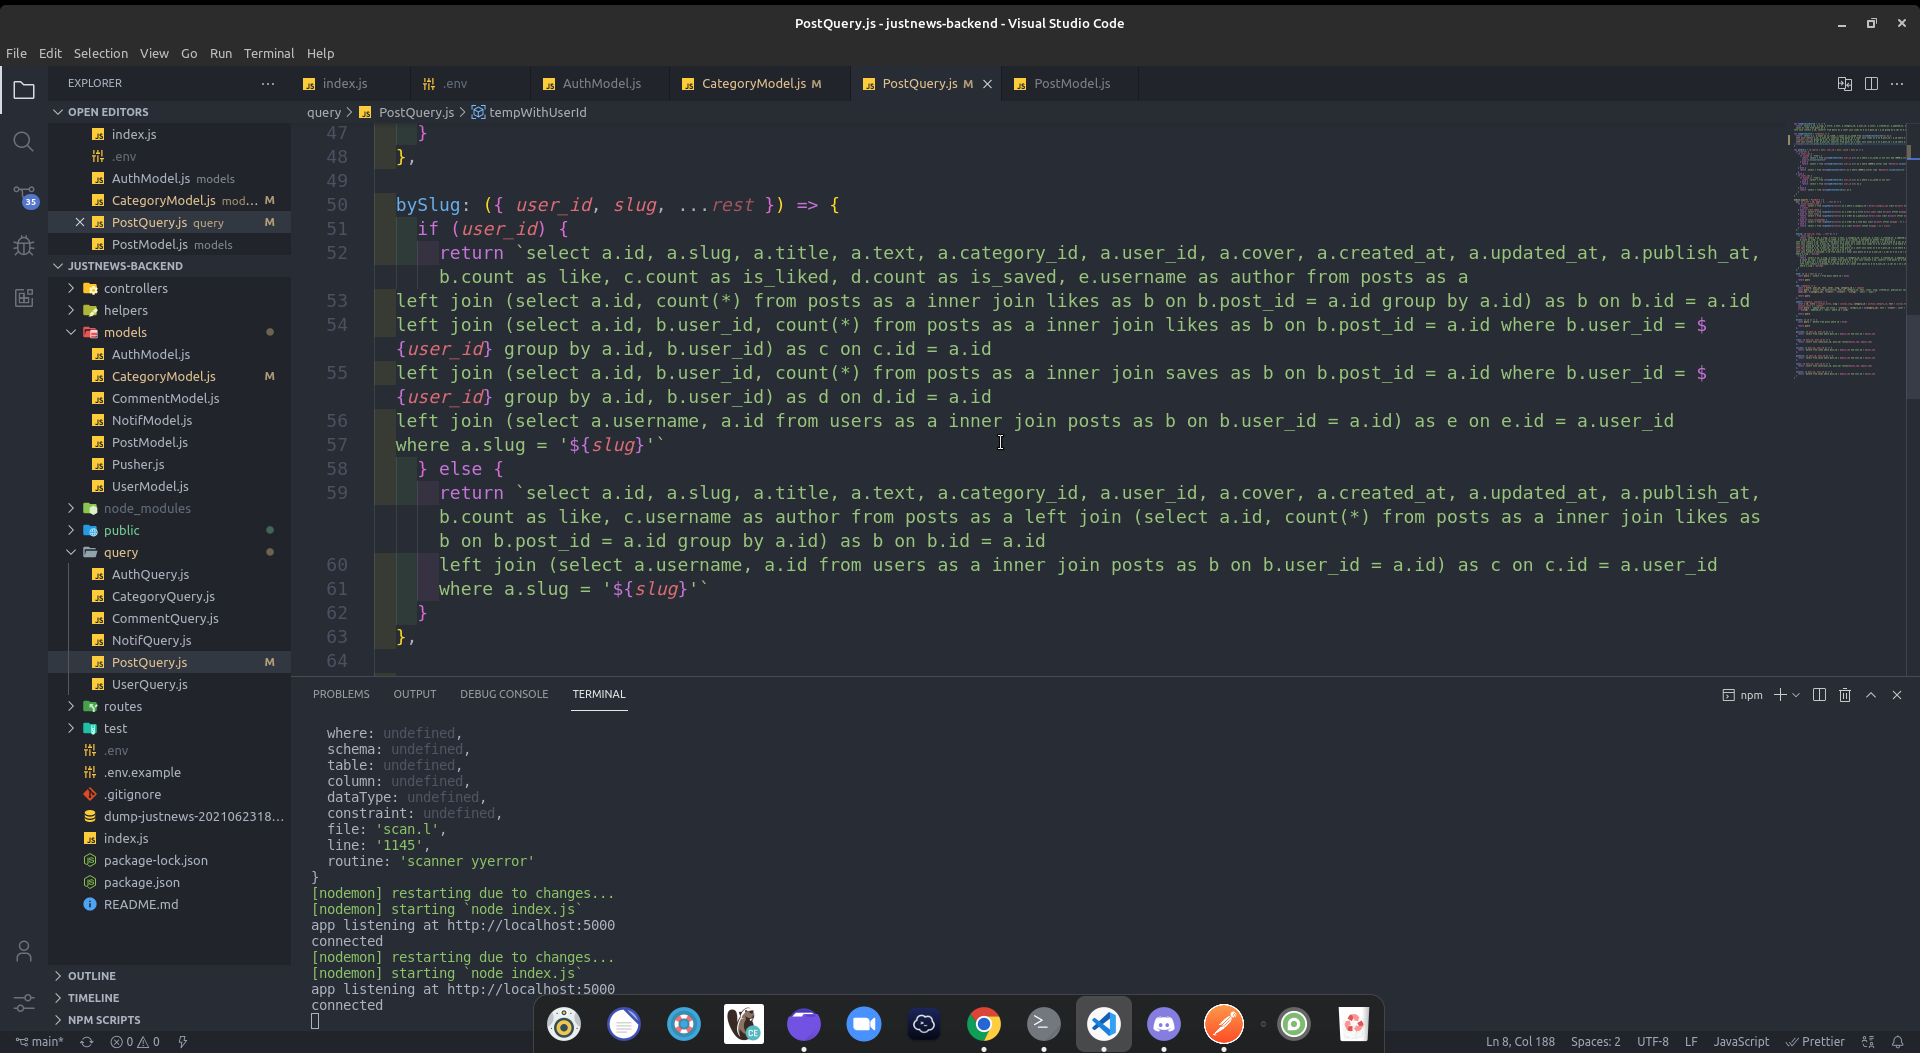 PostQuery.js - justnews-backend - Visual Studio Code
File Edit Selection View Go Run Terminal Help
EXPLORER
index.js .env AuthModel.js CategoryModel.js M PostQuery.js M PostModel.js
OPEN EDITORS
index.js
.env
AuthModel.js models
CategoryModel.js mod... M
PostQuery.js query M
PostModel.js models
JUSTNEWS-BACKEND
controllers
helpers
models
AuthModel.js
CategoryModel.js M
CommentModel.js
NotifModel.js
PostModel.js
Pusher.js
UserModel.js
node_modules
public
query
AuthQuery.js
CategoryQuery.js
CommentQuery.js
NotifQuery.js
PostQuery.js M
UserQuery.js
routes
test
.env
.env.example
.gitignore
dump-justnews-2021062318...
index.js
package-lock.json
package.json
README.md
OUTLINE
TIMELINE
NPM SCRIPTS
35
query > PostQuery.js > tempWithUserId
47 }
48 },
49
50 bySlug: ({ user_id, slug, ...rest }) => {
51 if (user_id) {
52 return `select a.id, a.slug, a.title, a.text, a.category_id, a.user_id, a.cover, a.created_at, a.updated_at, a.publish_at,
b.count as like, c.count as is_liked, d.count as is_saved, e.username as author from posts as a
53 left join (select a.id, count(*) from posts as a inner join likes as b on b.post_id = a.id group by a.id) as b on b.id = a.id
54 left join (select a.id, b.user_id, count(*) from posts as a inner join likes as b on b.post_id = a.id where b.user_id = $
{user_id} group by a.id, b.user_id) as c on c.id = a.id
55 left join (select a.id, b.user_id, count(*) from posts as a inner join saves as b on b.post_id = a.id where b.user_id = $
{user_id} group by a.id, b.user_id) as d on d.id = a.id
56 left join (select a.username, a.id from users as a inner join posts as b on b.user_id = a.id) as e on e.id = a.user_id
57 where a.slug = '${slug}'`
58 } else {
59 return `select a.id, a.slug, a.title, a.text, a.category_id, a.user_id, a.cover, a.created_at, a.updated_at, a.publish_at,
b.count as like, c.username as author from posts as a left join (select a.id, count(*) from posts as a inner join likes as
b on b.post_id = a.id group by a.id) as b on b.id = a.id
60 left join (select a.username, a.id from users as a inner join posts as b on b.user_id = a.id) as c on c.id = a.user_id
61 where a.slug = '${slug}'`
62 }
63 },
64
PROBLEMS OUTPUT DEBUG CONSOLE TERMINAL
npm
where: undefined,
schema: undefined,
table: undefined,
column: undefined,
dataType: undefined,
constraint: undefined,
file: 'scan.l',
line: '1145',
routine: 'scanner yyerror'
}
[nodemon] restarting due to changes...
[nodemon] starting `node index.js`
app listening at http://localhost:5000
connected
[nodemon] restarting due to changes...
[nodemon] starting `node index.js`
app listening at http://localhost:5000
connected
CE
main* 0 0
Ln 8, Col 188 Spaces: 2 UTF-8 LF JavaScript Prettier